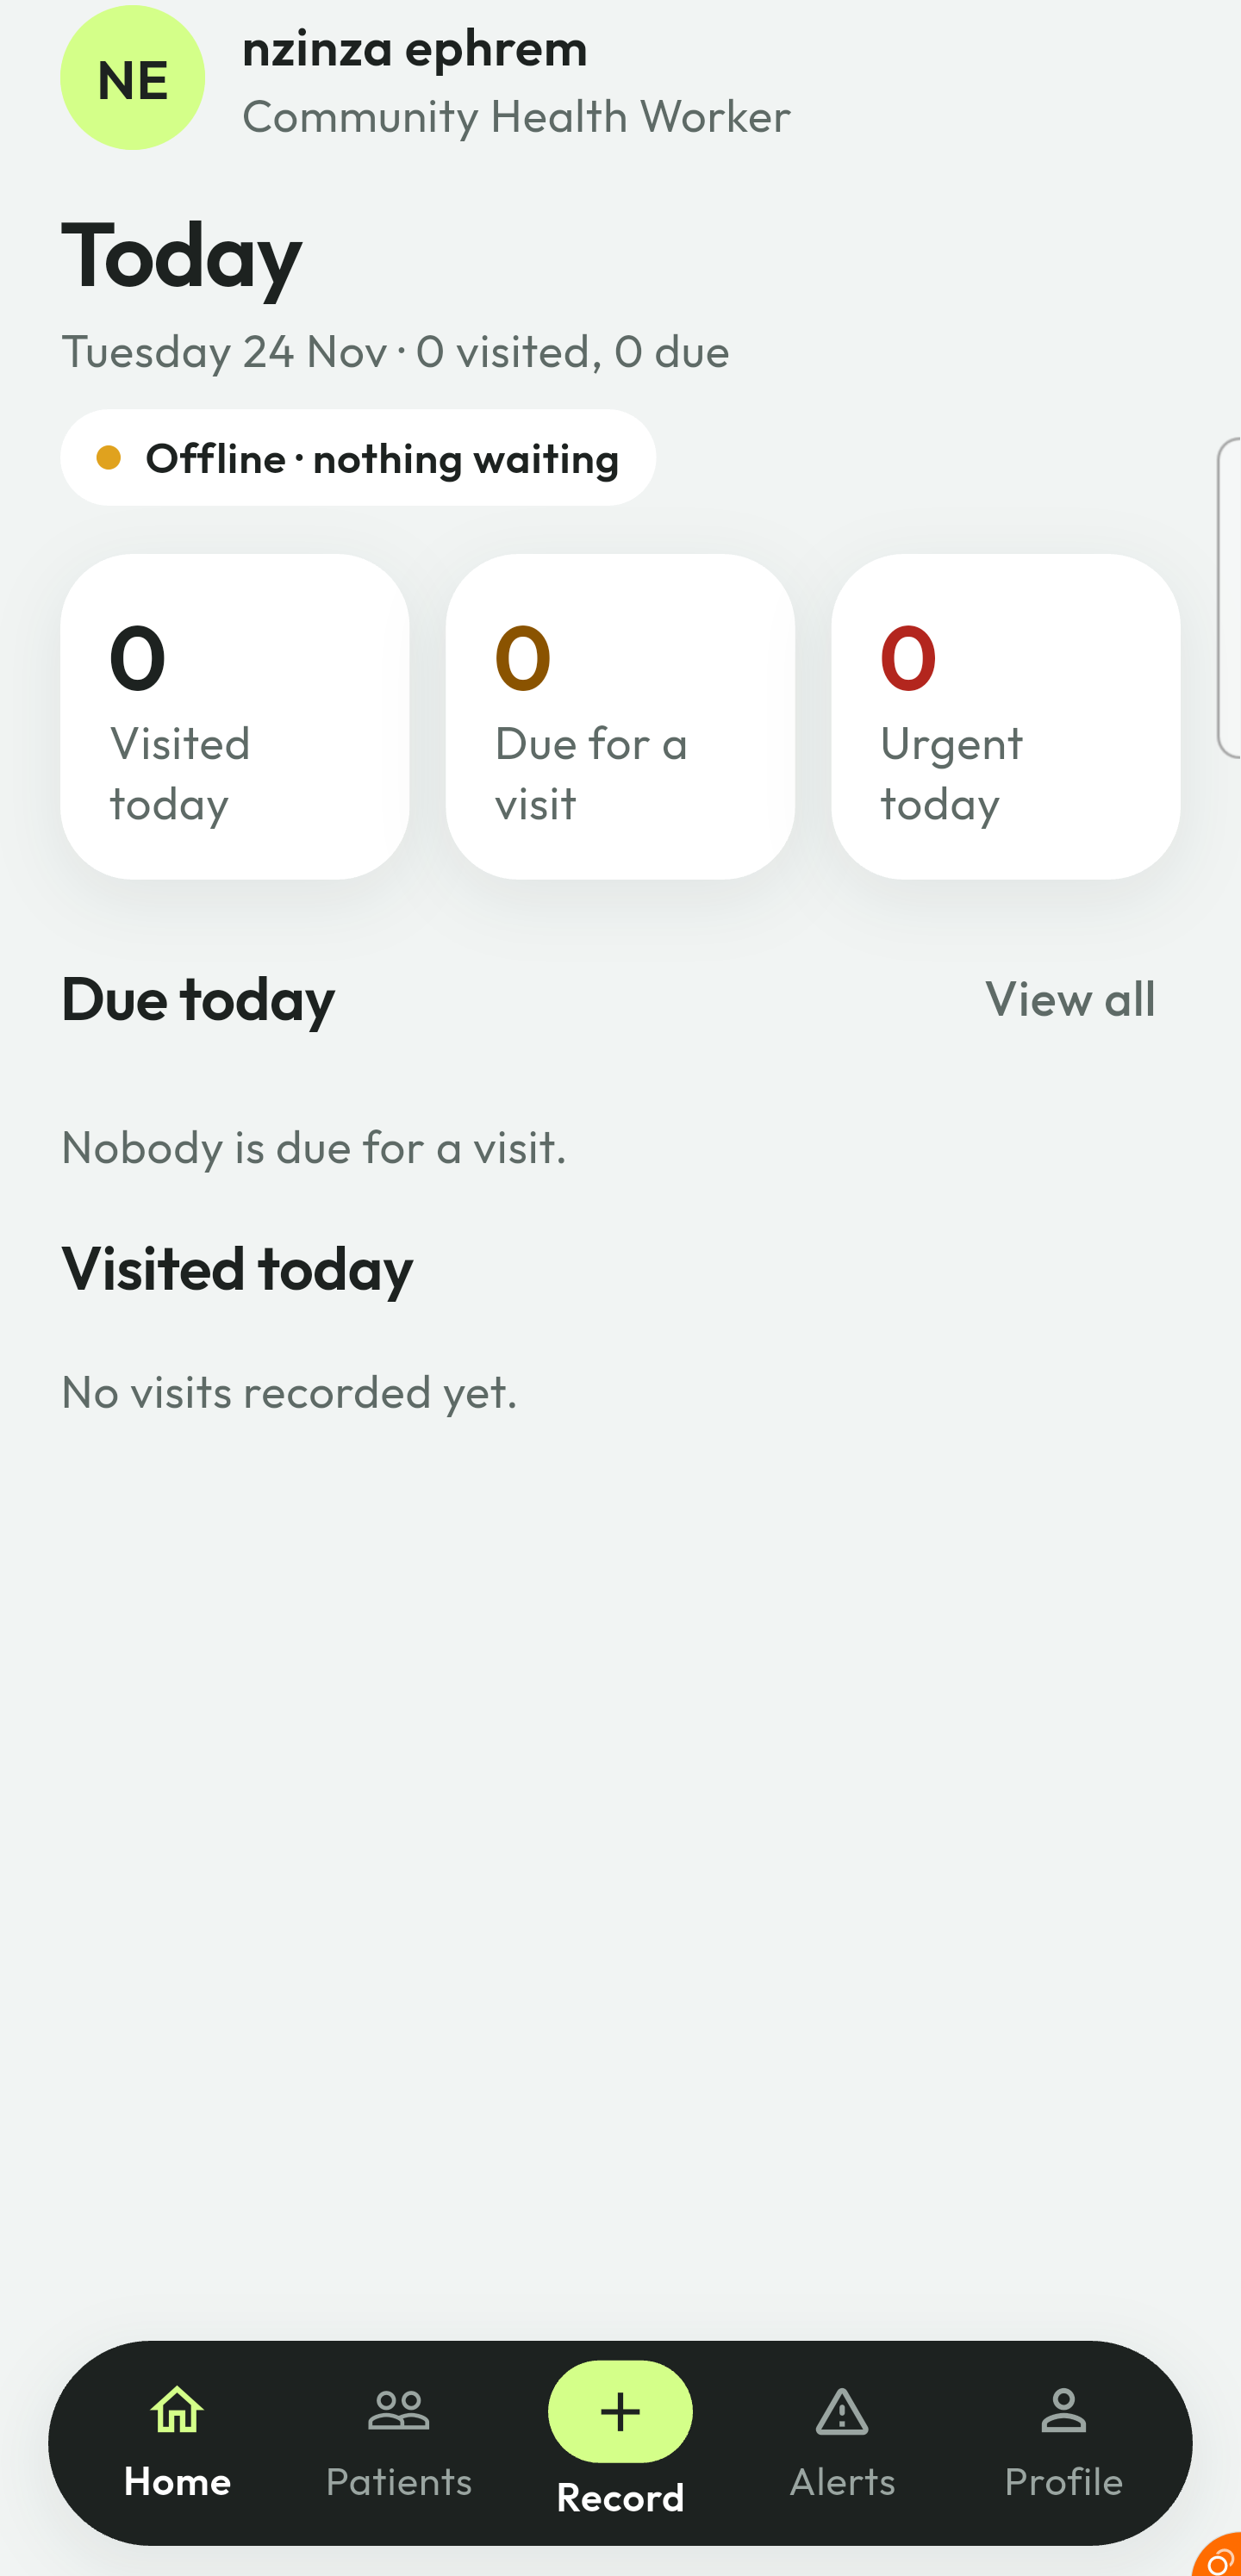 NE
nzinza ephrem
Community Health Worker
Today
Tuesday 24 Nov · 0 visited, 0 due
Offline · nothing waiting
0
Visited
today
0
Due for a
visit
0
Urgent
today
Due today
View all
Nobody is due for a visit.
Visited today
No visits recorded yet.
Home
Patients
Record
Alerts
Profile